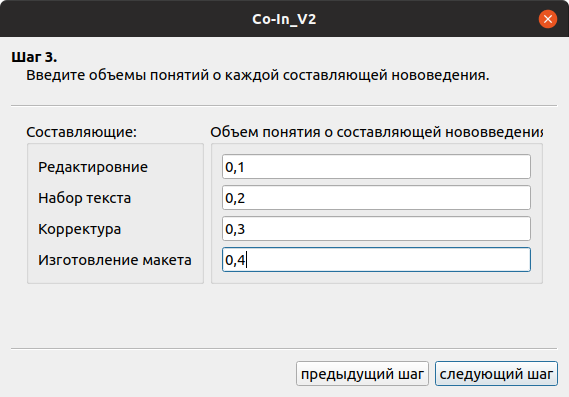 Co-In_V2
Шаг 3.
Введите объемы понятий о каждой составляющей нововедения.
Составляющие:
Объем понятия о составляющей нововведения
Редактировние
0,1
Набор текста
0,2
Корректура
0,3
Изготовление макета
0,4
предыдущий шаг
следующий шаг